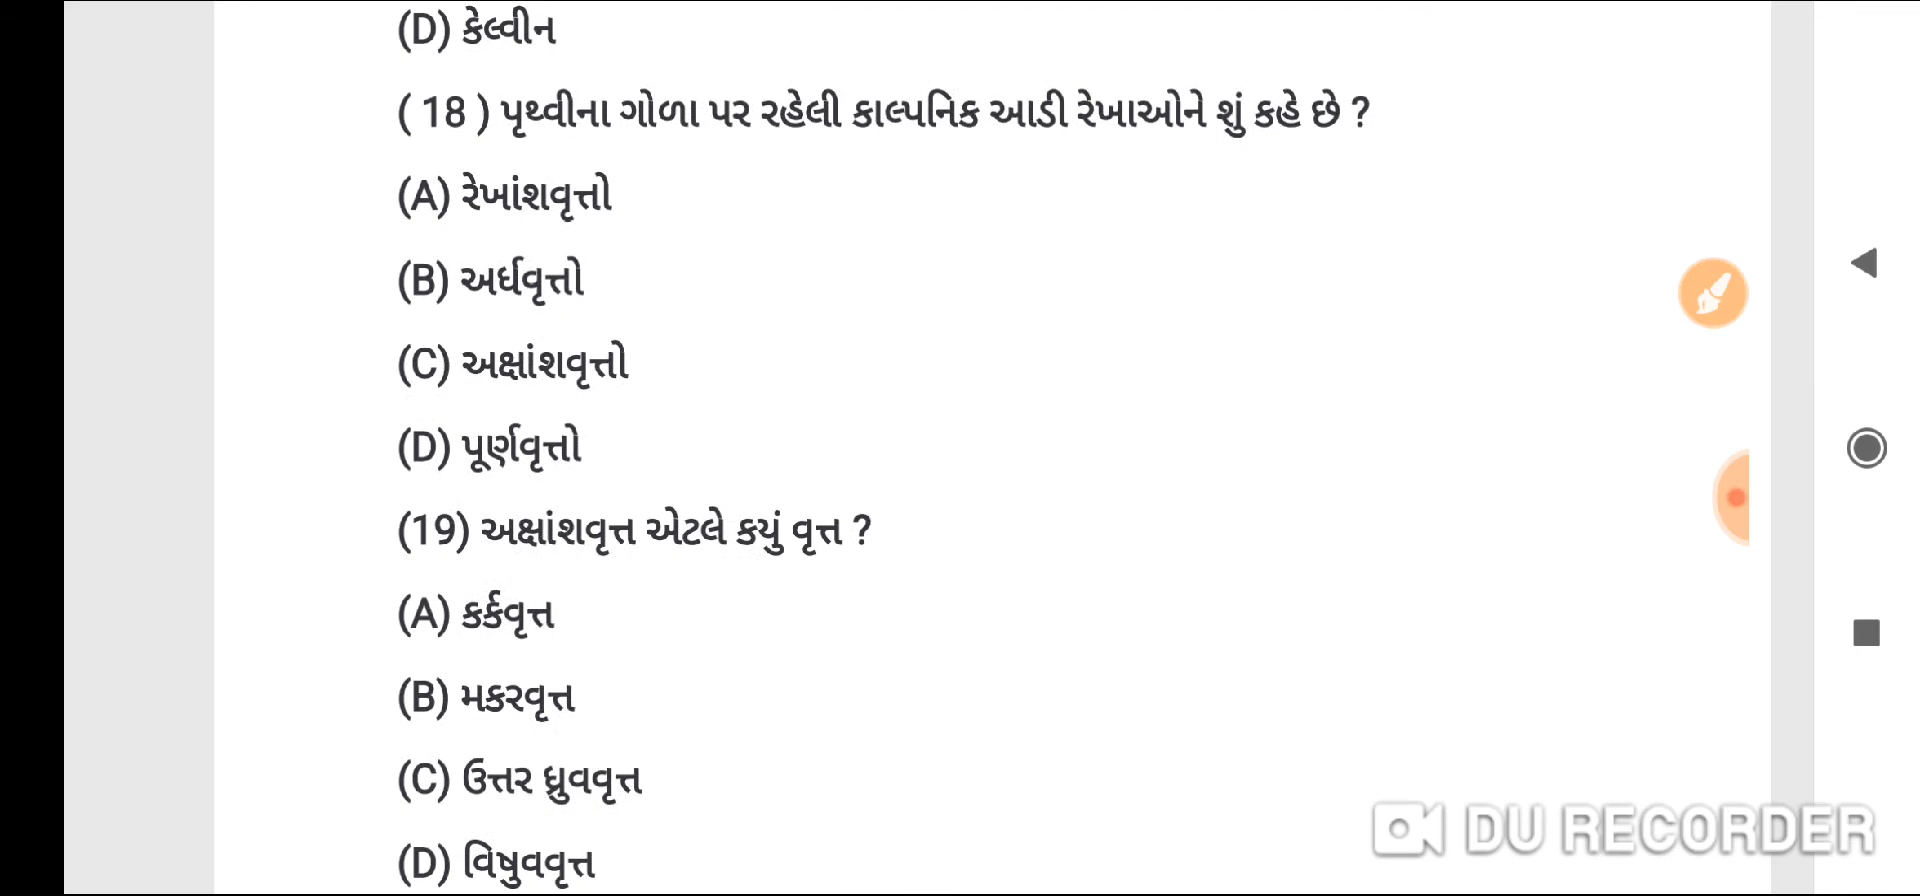 (D) કેલ્વીન
( 18 ) પૃથ્વીના ગોળા પર રહેલી કાલ્પનિક આડી રેખાઓને શું કહે છે ?
(A) રેખાંશવૃત્તો
(B) અર્ધવૃત્તો
(C) અક્ષાંશવૃત્તો
(D) પૂર્ણવૃત્તો
(19) અક્ષાંશવૃત્ત એટલે કયું વૃત્ત ?
(A) કર્કવૃત્ત
(B) મકરવૃત્ત
(C) ઉત્તર ધ્રુવવૃત્ત
(D) વિષુવવૃત્ત
DU RECORDER